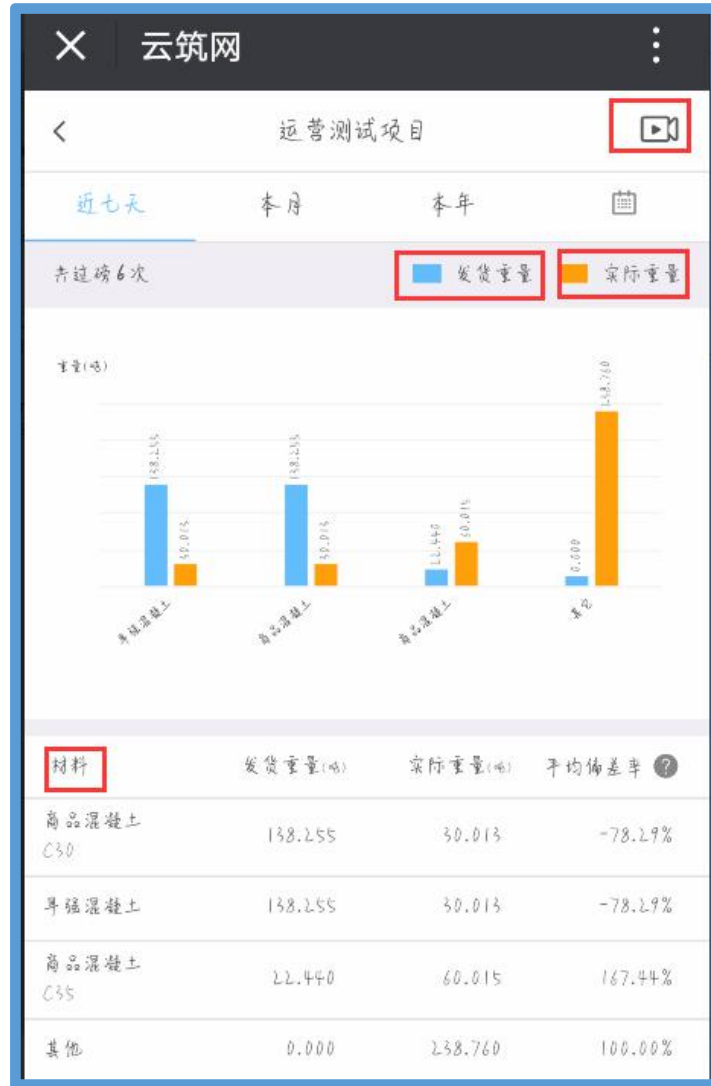 云筑网
运营测试项目
近七天 本月 本年
共过磅6次 发货重量 实际重量
重量(吨)
138.255 30.013 138.255 30.013 22.440 60.015 0.000 238.760
早强混凝土 商品混凝土 商品混凝土 其它
材料 发货重量(吨) 实际重量(吨) 平均偏差率 ?
商品混凝土
C30
138.255 30.013 -78.29%
早强混凝土 138.255 30.013 -78.29%
商品混凝土
C35
22.440 60.015 167.44%
其他 0.000 238.760 100.00%